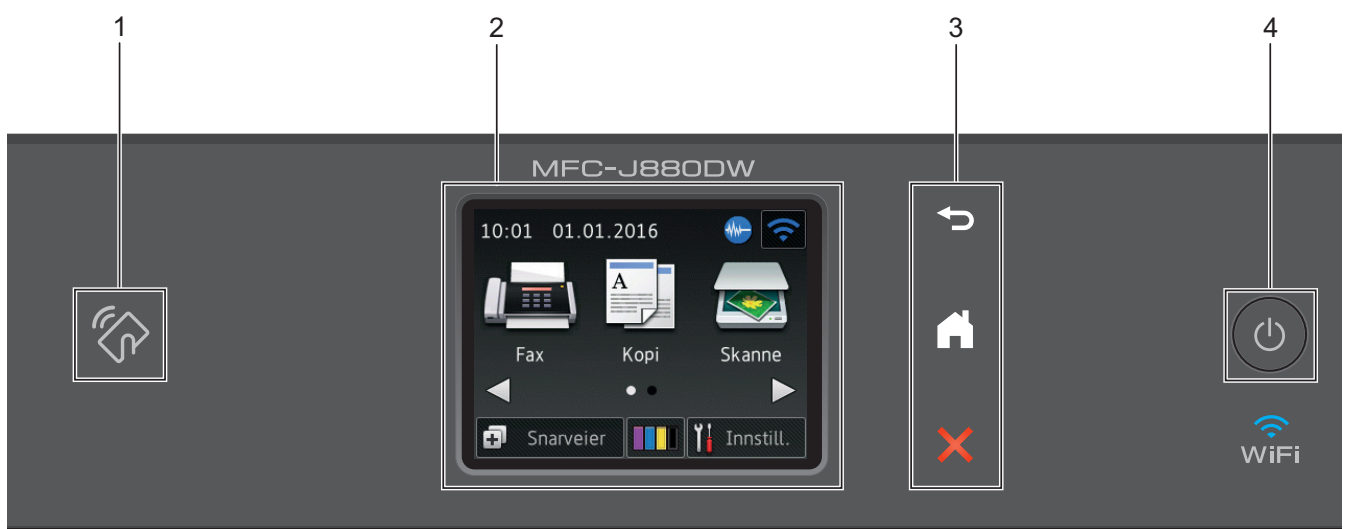 1 2 3 4
MFC-J880DW
10:01 01.01.2016
A
Fax Kopi Skanne
Snarveier Innstill.
WiFi